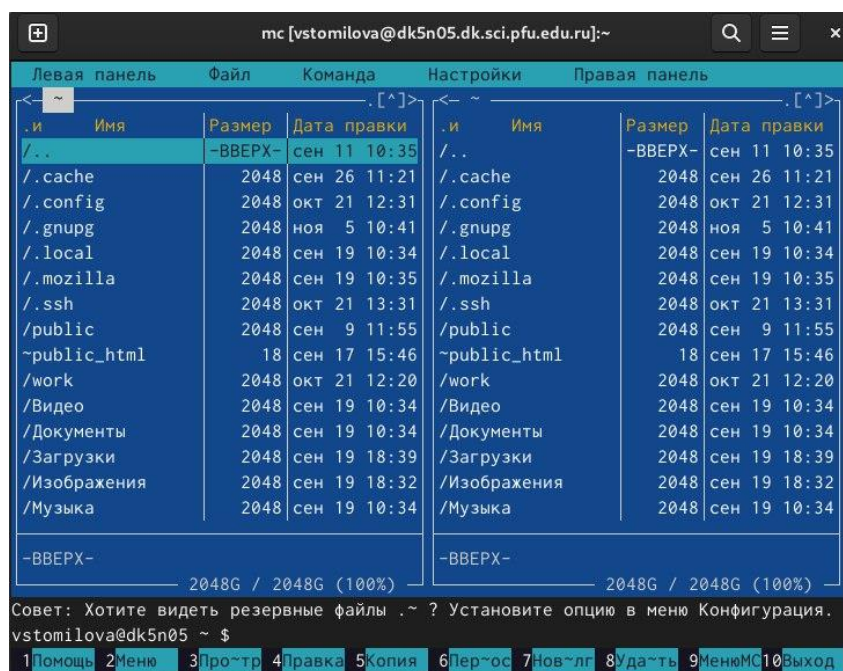 mc [vstomilova@dk5n05.dk.sci.pfu.edu.ru]:~
Левая панель Файл Команда Настройки Правая панель
<- ~ .[^]> <- ~ .[^]>
.и Имя Размер Дата правки .и Имя Размер Дата правки
/.. -ВВЕРХ- сен 11 10:35 /.. -ВВЕРХ- сен 11 10:35
/.cache 2048 сен 26 11:21 /.cache 2048 сен 26 11:21
/.config 2048 окт 21 12:31 /.config 2048 окт 21 12:31
/.gnupg 2048 ноя 5 10:41 /.gnupg 2048 ноя 5 10:41
/.local 2048 сен 19 10:34 /.local 2048 сен 19 10:34
/.mozilla 2048 сен 19 10:35 /.mozilla 2048 сен 19 10:35
/.ssh 2048 окт 21 13:31 /.ssh 2048 окт 21 13:31
/public 2048 сен 9 11:55 /public 2048 сен 9 11:55
~public_html 18 сен 17 15:46 ~public_html 18 сен 17 15:46
/work 2048 окт 21 12:20 /work 2048 окт 21 12:20
/Видео 2048 сен 19 10:34 /Видео 2048 сен 19 10:34
/Документы 2048 сен 19 10:34 /Документы 2048 сен 19 10:34
/Загрузки 2048 сен 19 18:39 /Загрузки 2048 сен 19 18:39
/Изображения 2048 сен 19 18:32 /Изображения 2048 сен 19 18:32
/Музыка 2048 сен 19 10:34 /Музыка 2048 сен 19 10:34
-ВВЕРХ- -ВВЕРХ-
2048G / 2048G (100%) 2048G / 2048G (100%)
Совет: Хотите видеть резервные файлы .~ ? Установите опцию в меню Конфигурация.
vstomilova@dk5n05 ~ $
1Помощь 2Меню 3Про~тр 4Правка 5Копия 6Пер~ос 7Нов~лг 8Уда~ть 9МенюMC 10Выход